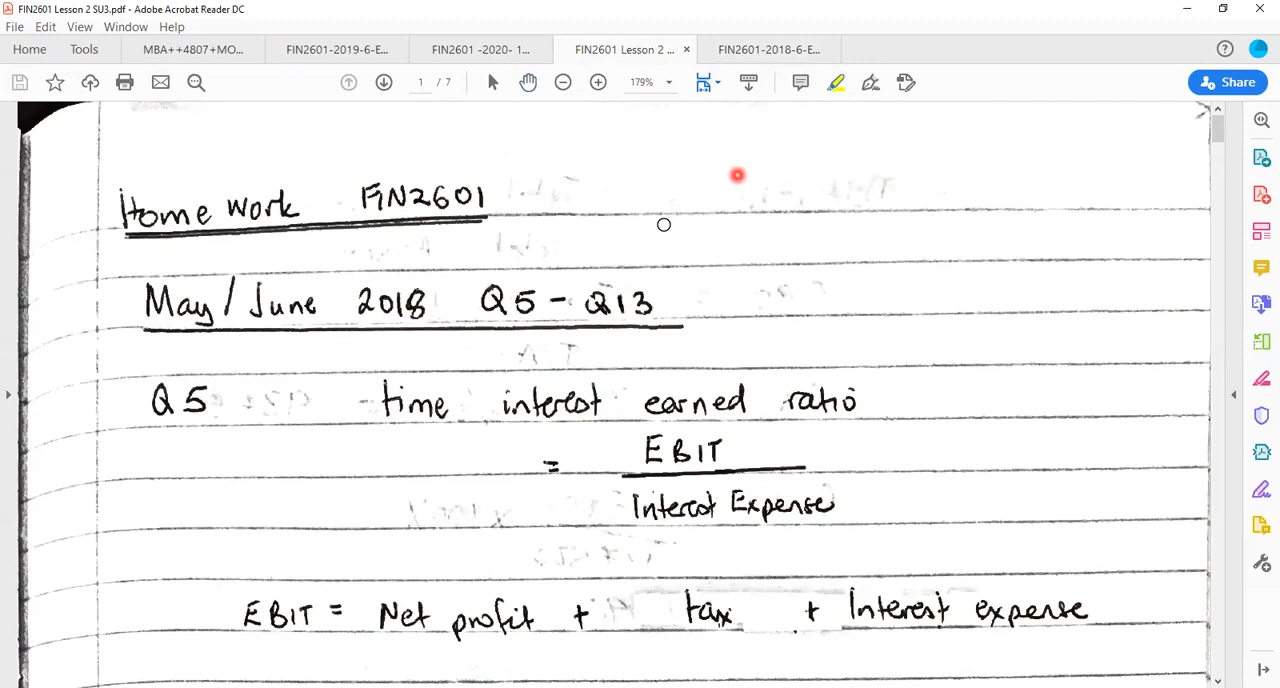 FIN2601 Lesson 2 SU3.pdf - Adobe Acrobat Reader DC
File Edit View Window Help
Home Tools MBA++4807+MO... FIN2601-2019-6-E... FIN2601 -2020- 1... FIN2601 Lesson 2 ... × FIN2601-2018-6-E...
1 / 7 179% Share
Home work FIN2601
May/June 2018 Q5 - Q13
Q5 time interest earned ratio
= EBIT
Interest Expense
EBIT = Net profit + tax + Interest expense